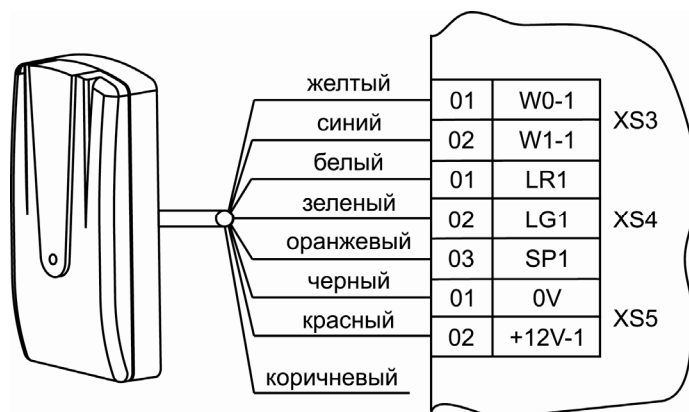 желтый 01 W0-1 XS3
синий 02 W1-1
белый 01 LR1
зеленый 02 LG1 XS4
оранжевый 03 SP1
черный 01 0V
красный 02 +12V-1 XS5
коричневый